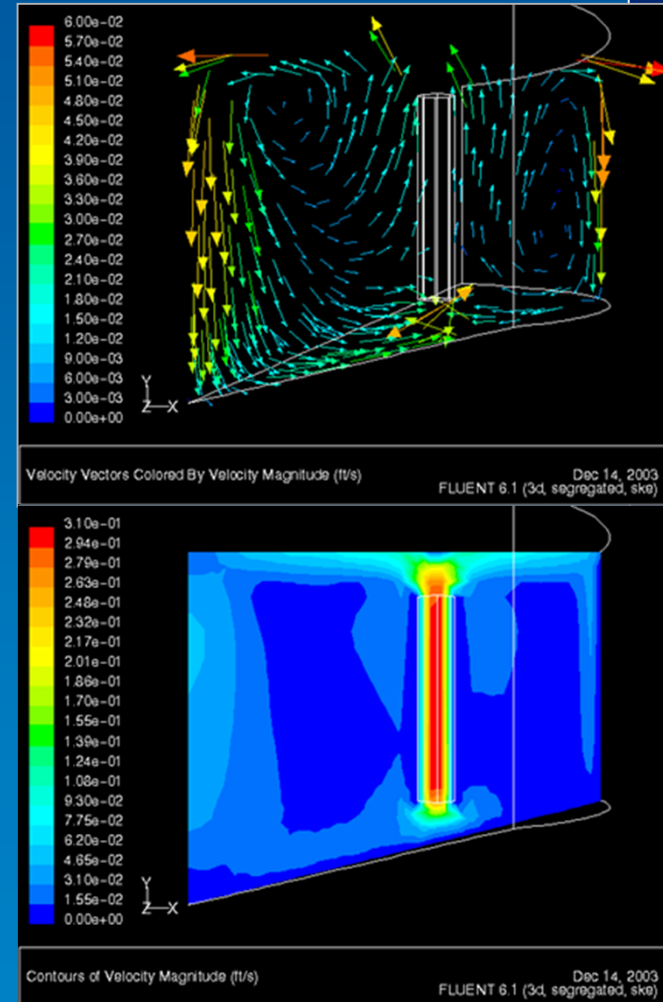 6.00e-02
5.70e-02
5.40e-02
5.10e-02
4.80e-02
4.50e-02
4.20e-02
3.90e-02
3.60e-02
3.30e-02
3.00e-02
2.70e-02
2.40e-02
2.10e-02
1.80e-02
1.50e-02
1.20e-02
9.00e-03
6.00e-03
3.00e-03
0.00e+00
Y
Z X
Velocity Vectors Colored By Velocity Magnitude (ft/s)
Dec 14, 2003
FLUENT 6.1 (3d, segregated, ske)
3.10e-01
2.94e-01
2.79e-01
2.63e-01
2.48e-01
2.32e-01
2.17e-01
2.01e-01
1.86e-01
1.70e-01
1.55e-01
1.39e-01
1.24e-01
1.08e-01
9.30e-02
7.75e-02
6.20e-02
4.65e-02
3.10e-02
1.55e-02
0.00e+00
Y
Z X
Contours of Velocity Magnitude (ft/s)
Dec 14, 2003
FLUENT 6.1 (3d, segregated, ske)